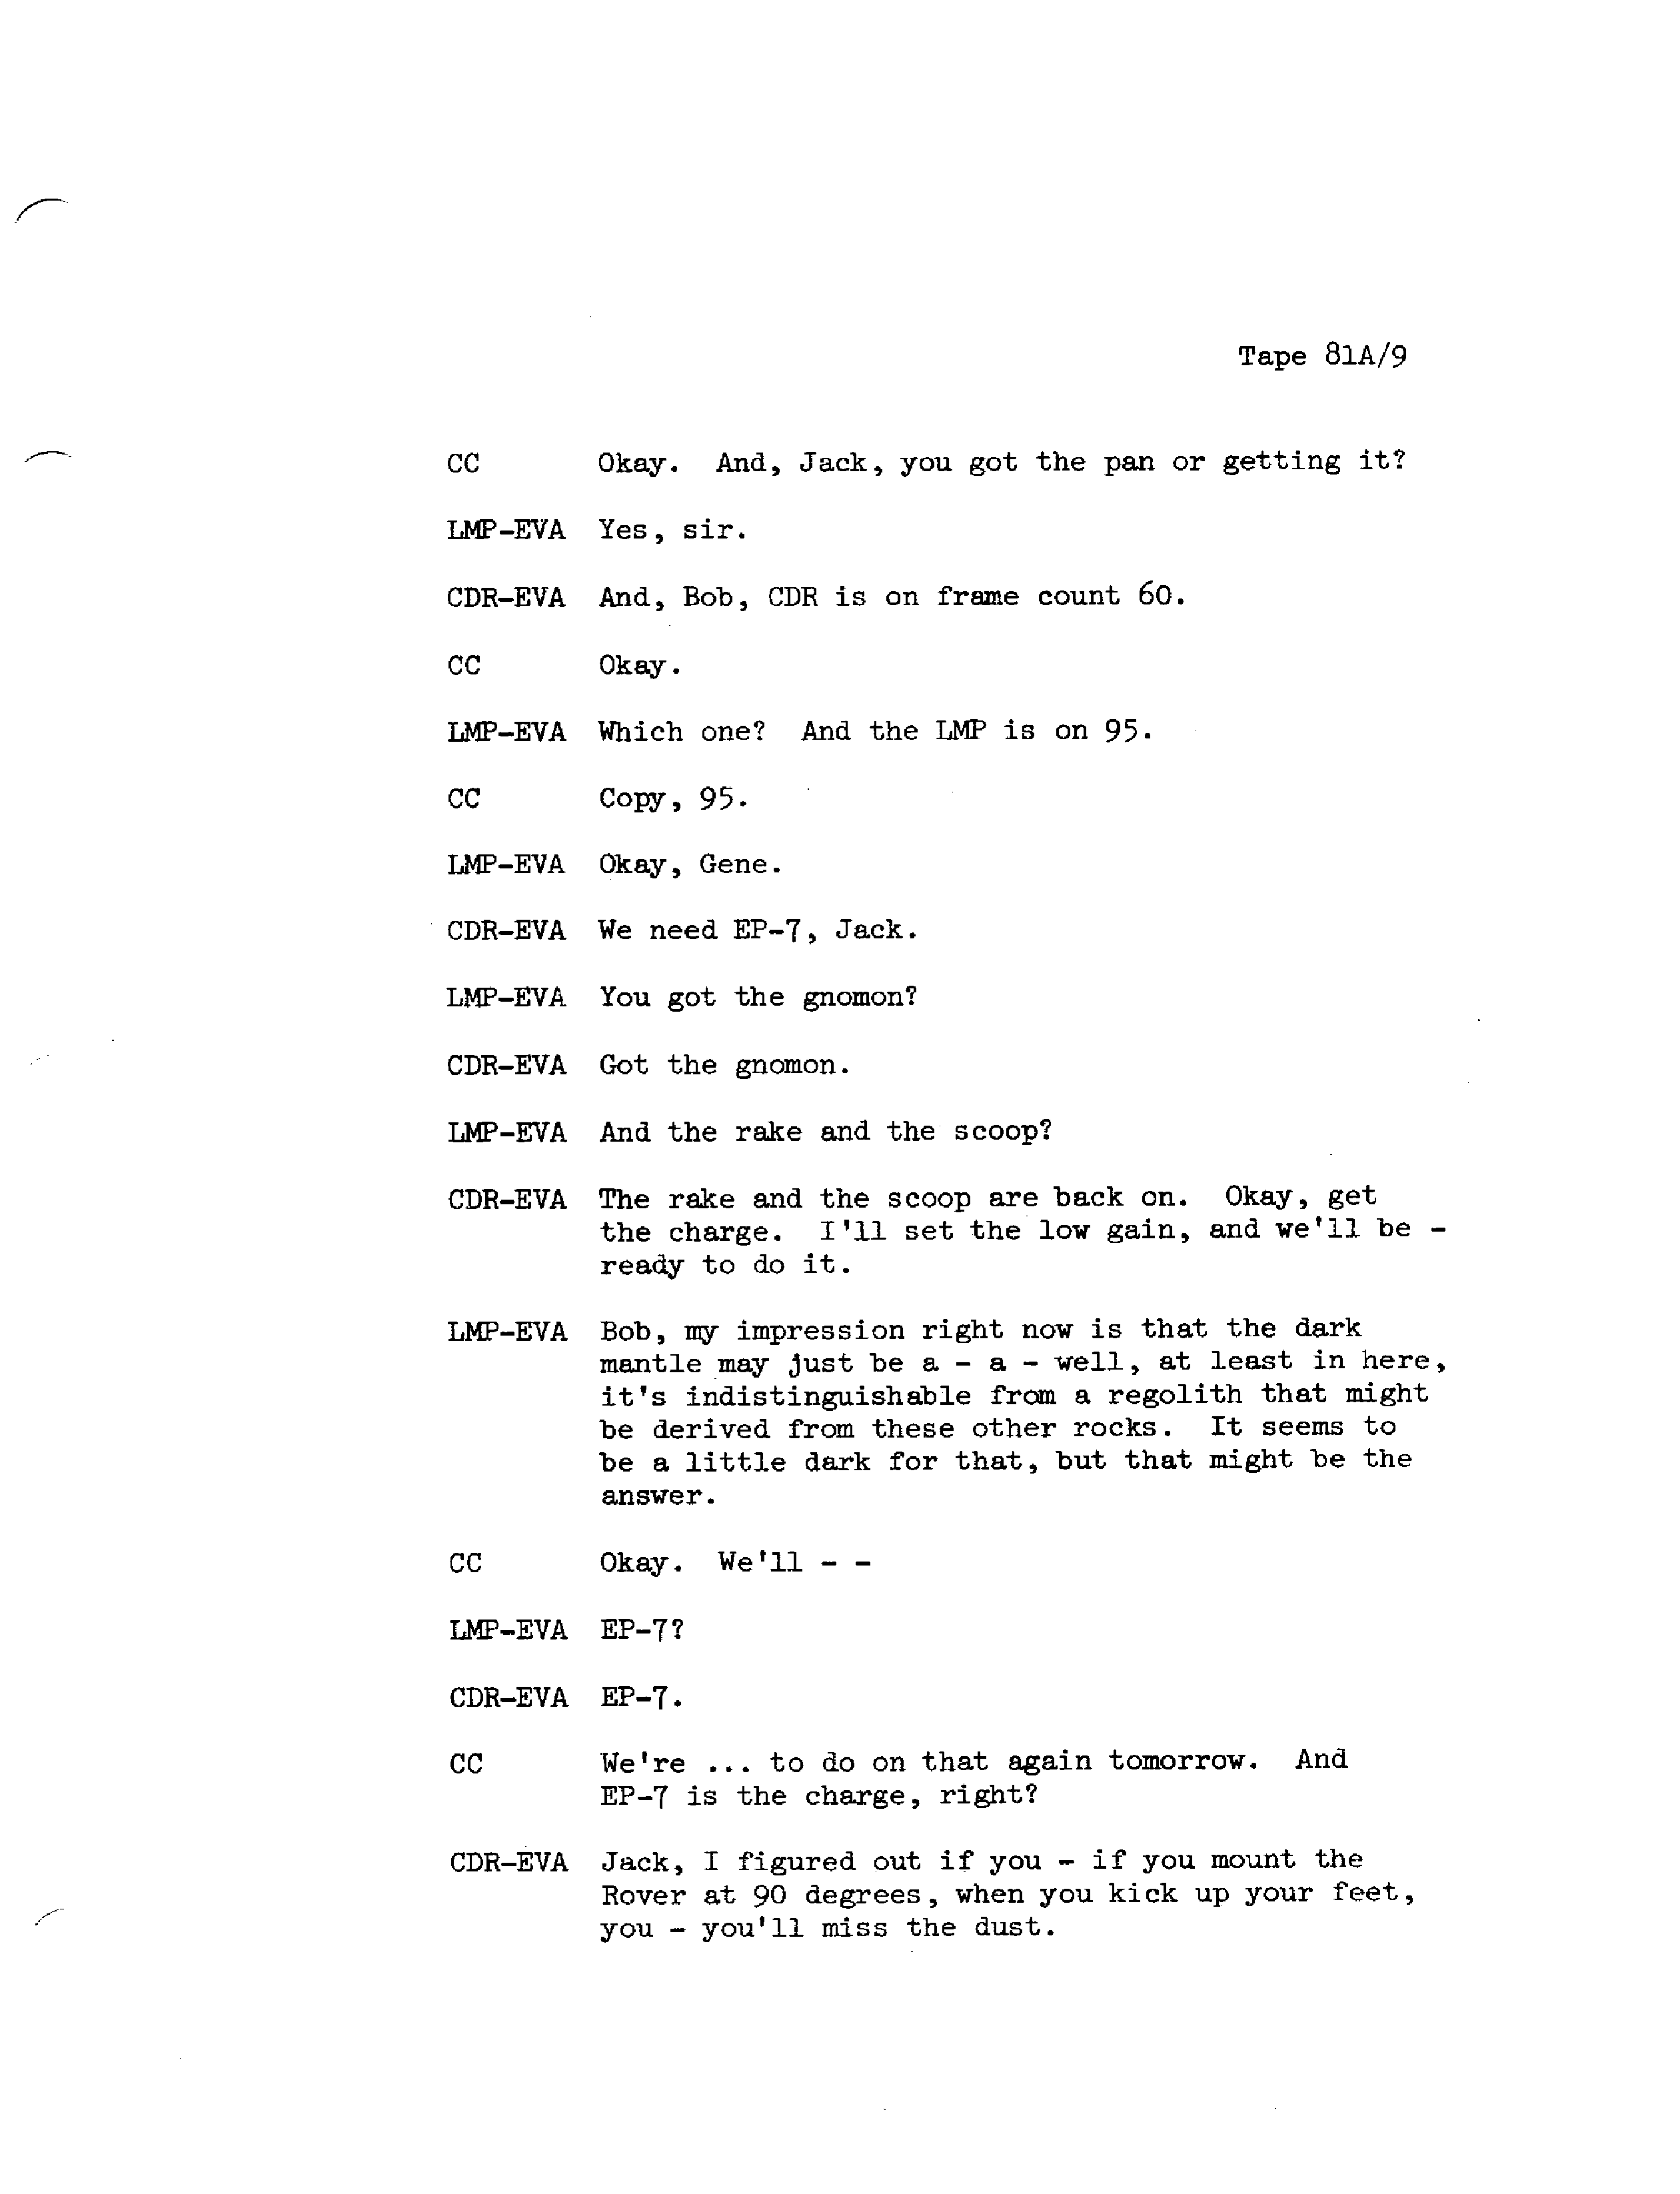 Tape 81A/9
CC Okay. And, Jack, you got the pan or getting it?
LMP-EVA Yes, sir.
CDR-EVA And, Bob, CDR is on frame count 60.
CC Okay.
LMP-EVA Which one? And the LMP is on 95.
CC Copy, 95.
LMP-EVA Okay, Gene.
CDR-EVA We need EP-7, Jack.
LMP-EVA You got the gnomon?
CDR-EVA Got the gnomon.
LMP-EVA And the rake and the scoop?
CDR-EVA The rake and the scoop are back on. Okay, get
the charge. I'll set the low gain, and we'll be -
ready to do it.
LMP-EVA Bob, my impression right now is that the dark
mantle may just be a - a - well, at least in here,
it's indistinguishable from a regolith that might
be derived from these other rocks. It seems to
be a little dark for that, but that might be the
answer.
CC Okay. We'll - -
LMP-EVA EP-7?
CDR-EVA EP-7.
CC We're ... to do on that again tomorrow. And
EP-7 is the charge, right?
CDR-EVA Jack, I figured out if you - if you mount the
Rover at 90 degrees, when you kick up your feet,
you - you'll miss the dust.